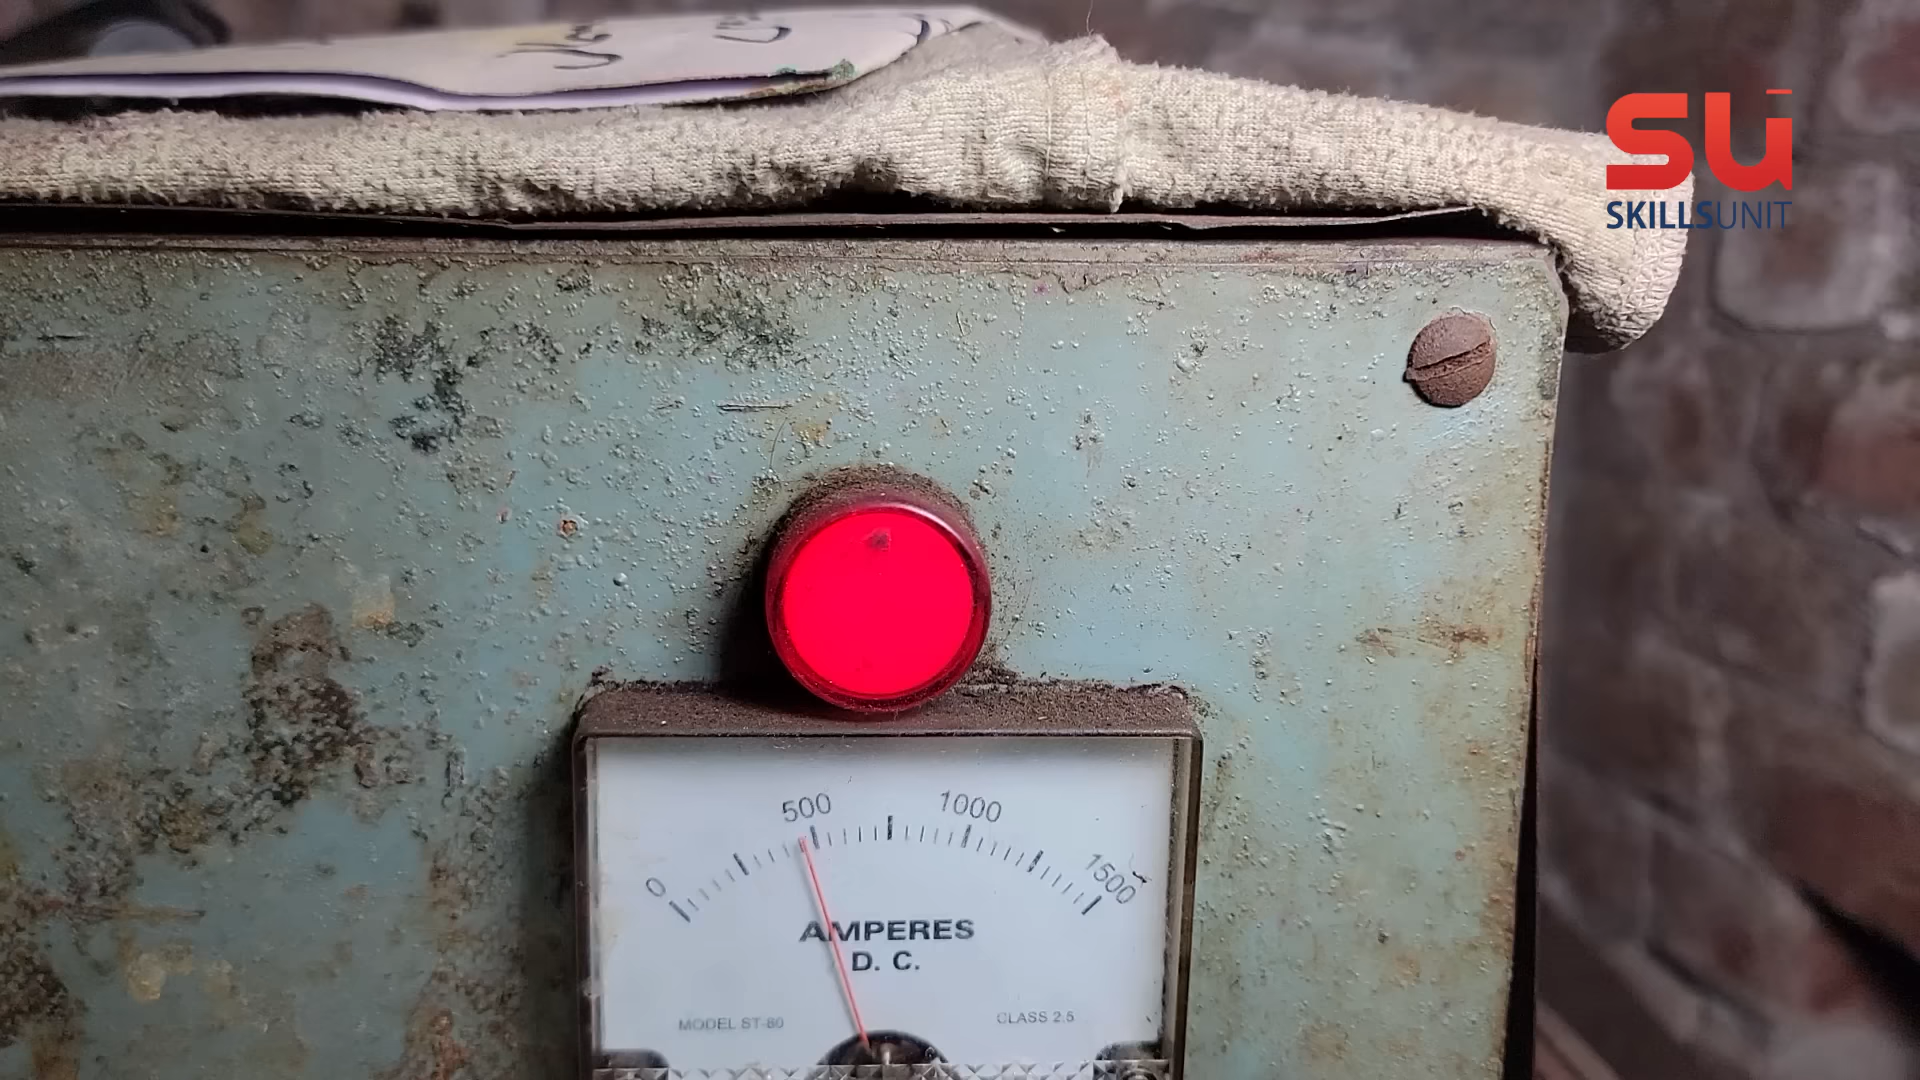 SU
SKILLSUNIT
500 1000
0 1500
AMPERES
D. C.
MODEL ST-80 CLASS 2.5